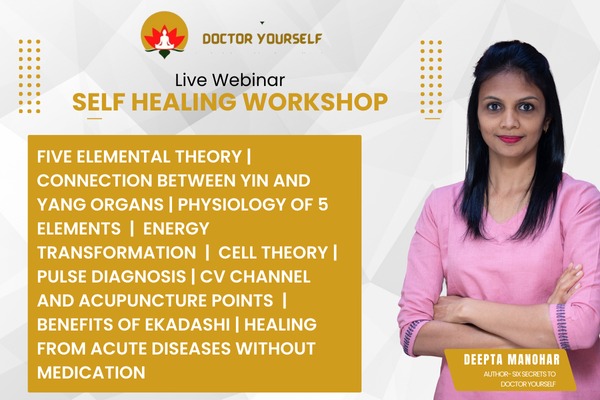 DOCTOR YOURSELF
Live Webinar
SELF HEALING WORKSHOP
FIVE ELEMENTAL THEORY |
CONNECTION BETWEEN YIN AND
YANG ORGANS | PHYSIOLOGY OF 5
ELEMENTS | ENERGY
TRANSFORMATION | CELL THEORY |
PULSE DIAGNOSIS | CV CHANNEL
AND ACUPUNCTURE POINTS |
BENEFITS OF EKADASHI | HEALING
FROM ACUTE DISEASES WITHOUT
MEDICATION
DEEPTA MANOHAR
AUTHOR- SIX SECRETS TO
DOCTOR YOURSELF